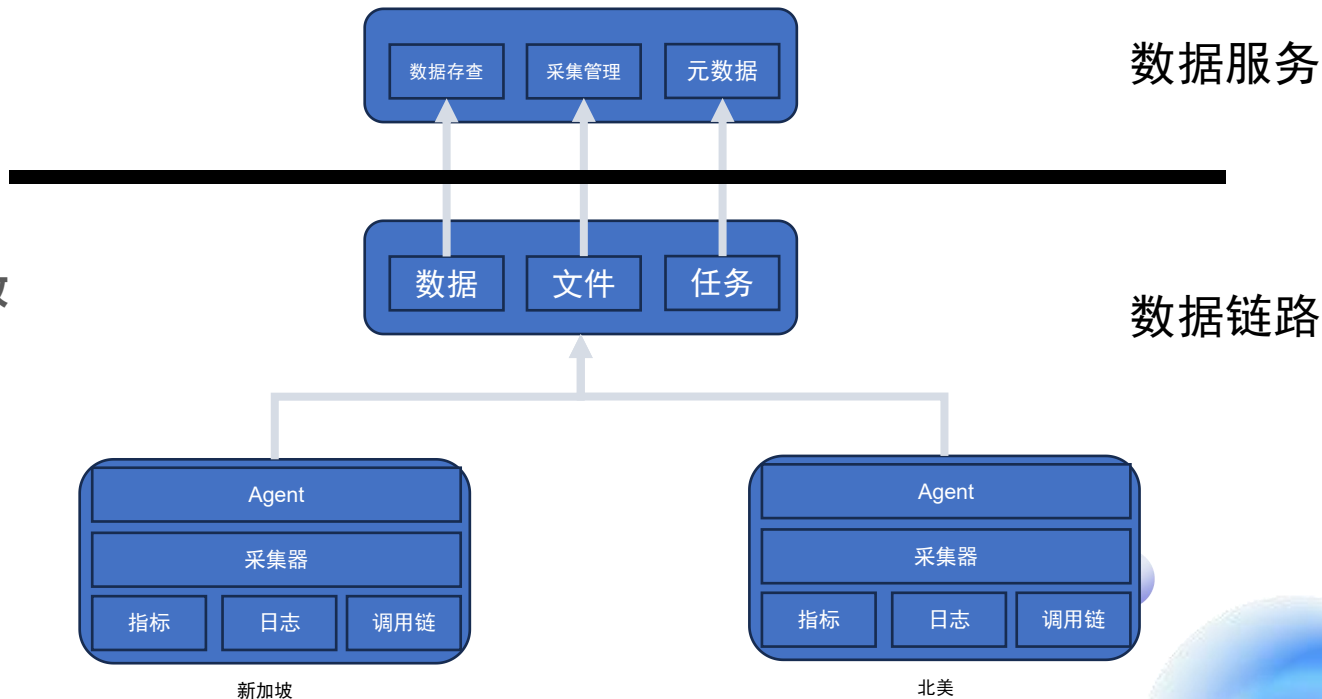 数据存查 采集管理 元数据
数据服务
数据 文件 任务
数据链路
Agent
采集器
指标 日志 调用链
新加坡
Agent
采集器
指标 日志 调用链
北美